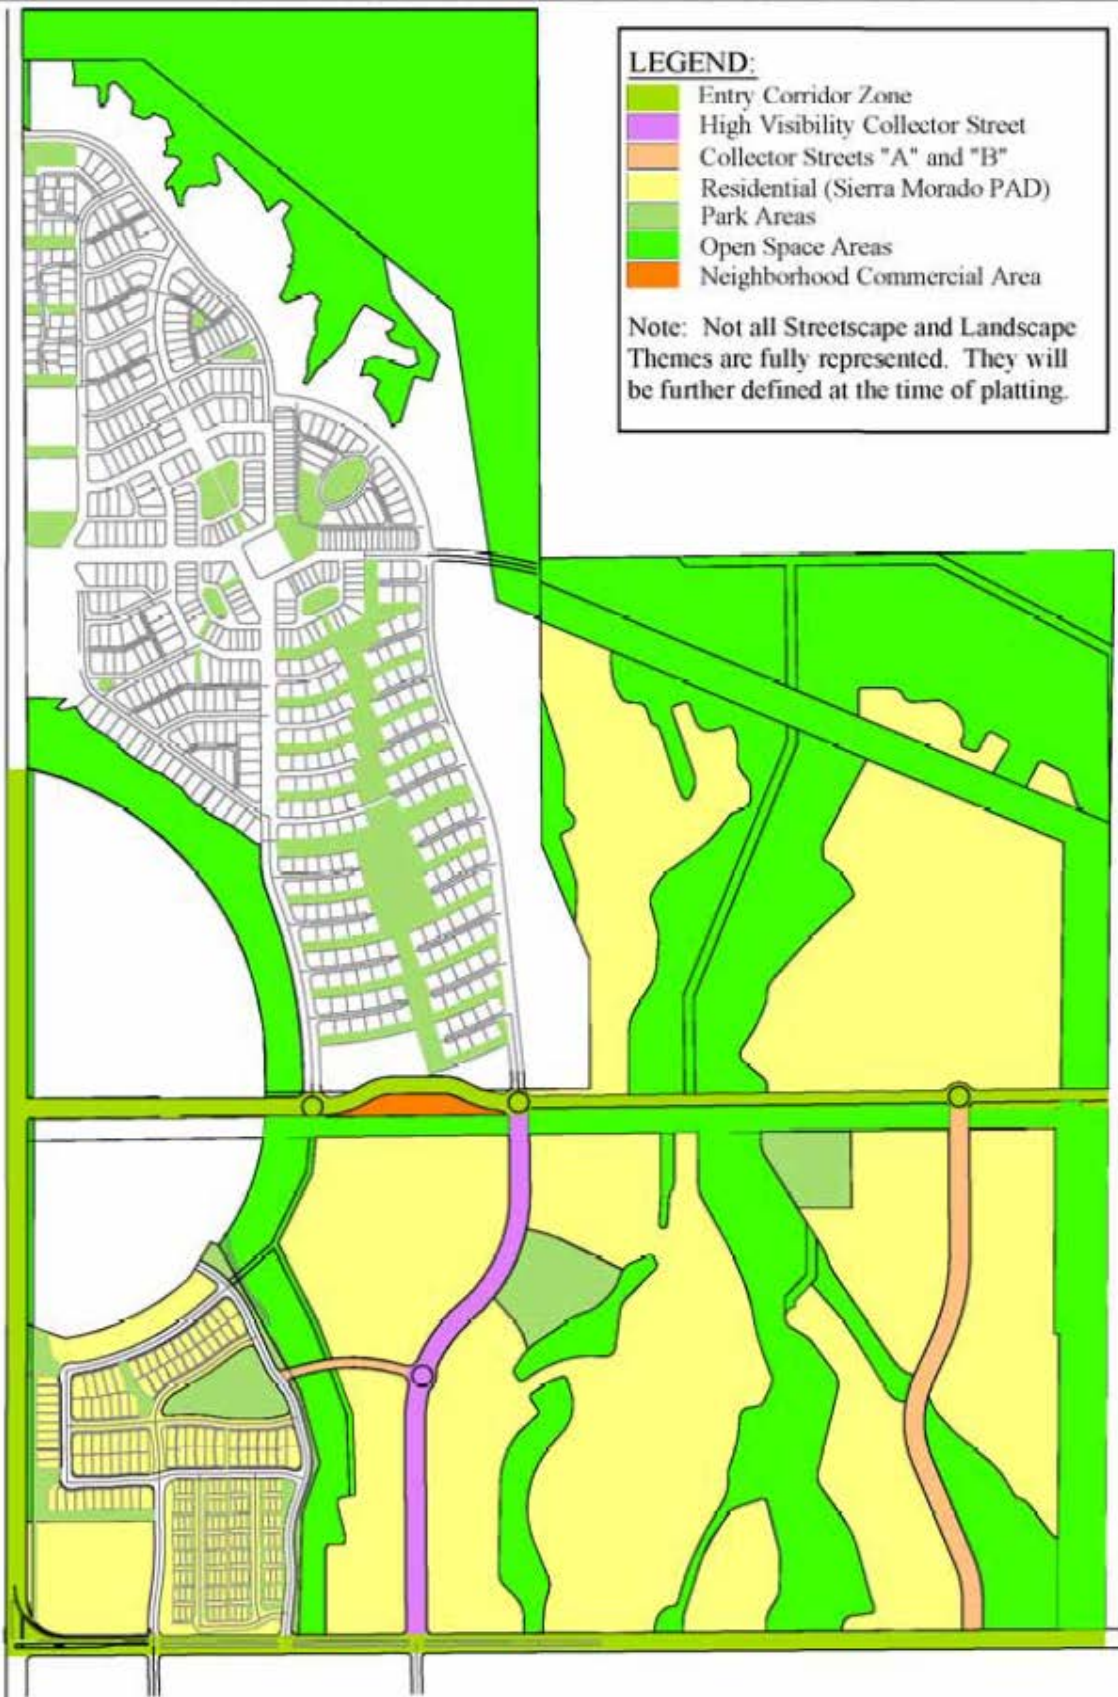 LEGEND:
Entry Corridor Zone
High Visibility Collector Street
Collector Streets "A" and "B"
Residential (Sierra Morado PAD)
Park Areas
Open Space Areas
Neighborhood Commercial Area
Note: Not all Streetscape and Landscape
Themes are fully represented. They will
be further defined at the time of platting.